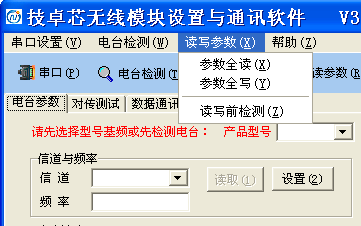 技卓芯无线模块设置与通讯软件 V3
串口设置(V) 电台检测(W) 读写参数(X) 帮助(Z)
参数全读(X)
参数全写(Y)
读写前检测(Z)
串口(P) 电台检测(T) 读参数(R)
电台参数 对传测试 数据通讯
请先选择型号基频或先检测电台： 产品型号
信道与频率
信 道 读取(1) 设置(2)
频 率